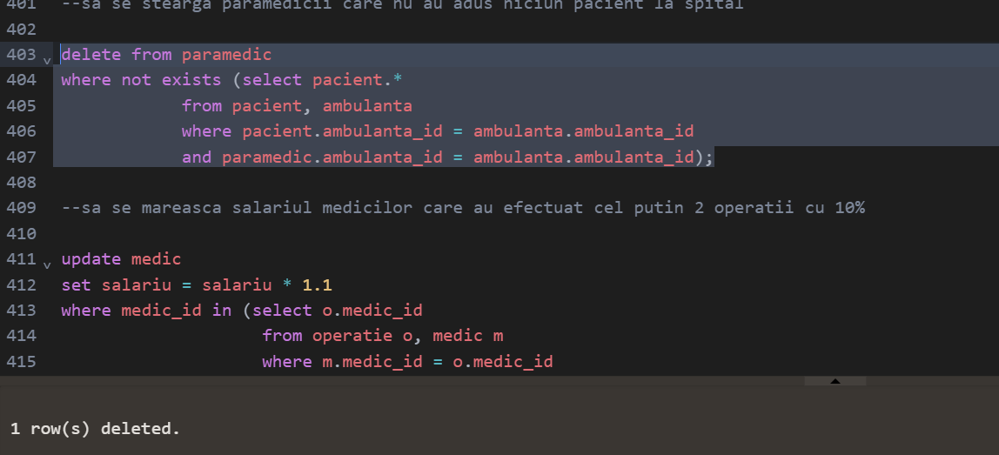 401 --sa se stearga paramedicii care nu au adus niciun pacient la spital
402
403 delete from paramedic
404 where not exists (select pacient.*
405 from pacient, ambulanta
406 where pacient.ambulanta_id = ambulanta.ambulanta_id
407 and paramedic.ambulanta_id = ambulanta.ambulanta_id);
408
409 --sa se mareasca salariul medicilor care au efectuat cel putin 2 operatii cu 10%
410
411 update medic
412 set salariu = salariu * 1.1
413 where medic_id in (select o.medic_id
414 from operatie o, medic m
415 where m.medic_id = o.medic_id
1 row(s) deleted.